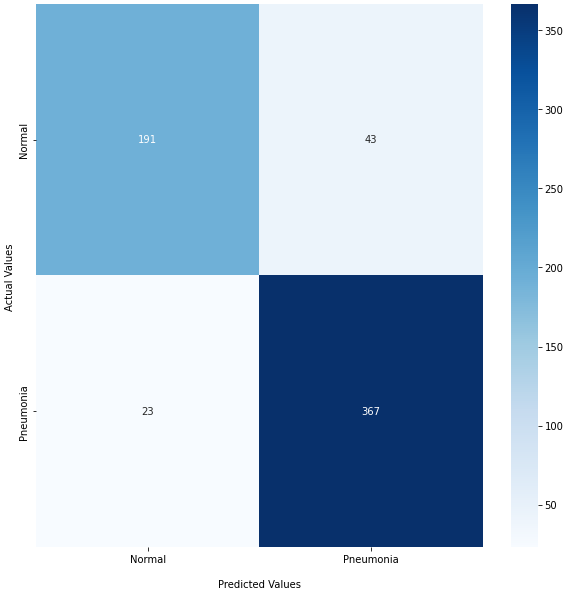 350
300
250
200
150
100
50
Actual Values
Normal
Pneumonia
191
43
23
367
Normal
Pneumonia
Predicted Values